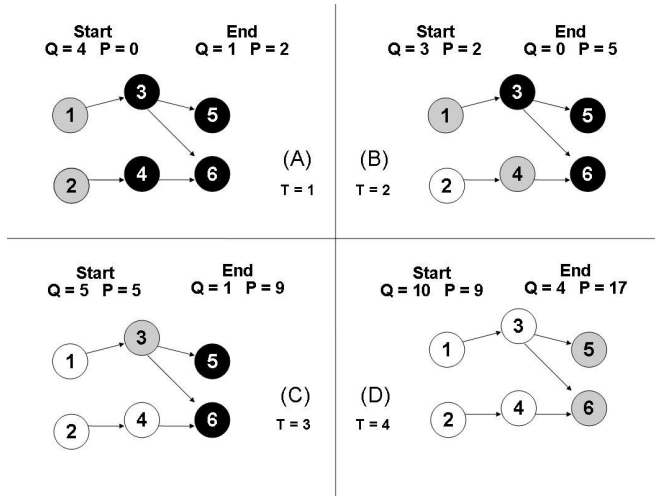 Start End
Q = 4 P = 0 Q = 1 P = 2
3
1 5
2 4 6
(A)
T = 1
Start End
Q = 3 P = 2 Q = 0 P = 5
3
1 5
2 4 6
(B)
T = 2
Start End
Q = 5 P = 5 Q = 1 P = 9
3
1 5
2 4 6
(C)
T = 3
Start End
Q = 10 P = 9 Q = 4 P = 17
3
1 5
2 4 6
(D)
T = 4